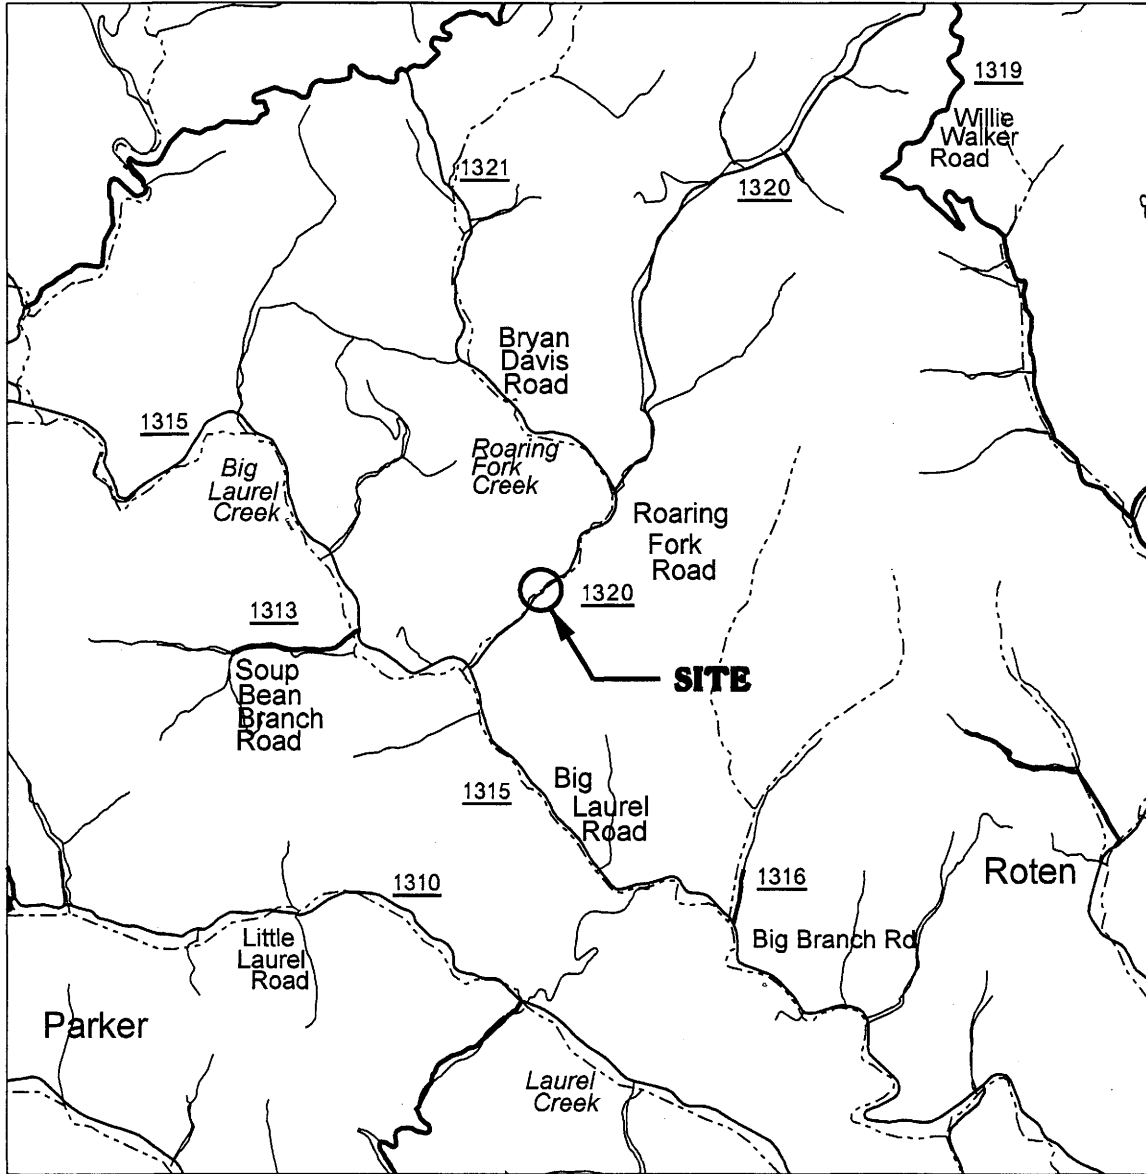 1319
Willie
Walker
Road
1321
1320
Bryan
Davis
Road
1315
Roaring
Fork
Creek
Big
Laurel
Creek
Roaring
Fork
Road
1320
1313
SITE
Soup
Bean
Branch
Road
1315
Big
Laurel
Road
1310
1316
Roten
Little
Laurel
Road
Big Branch Rd
Parker
Laurel
Creek